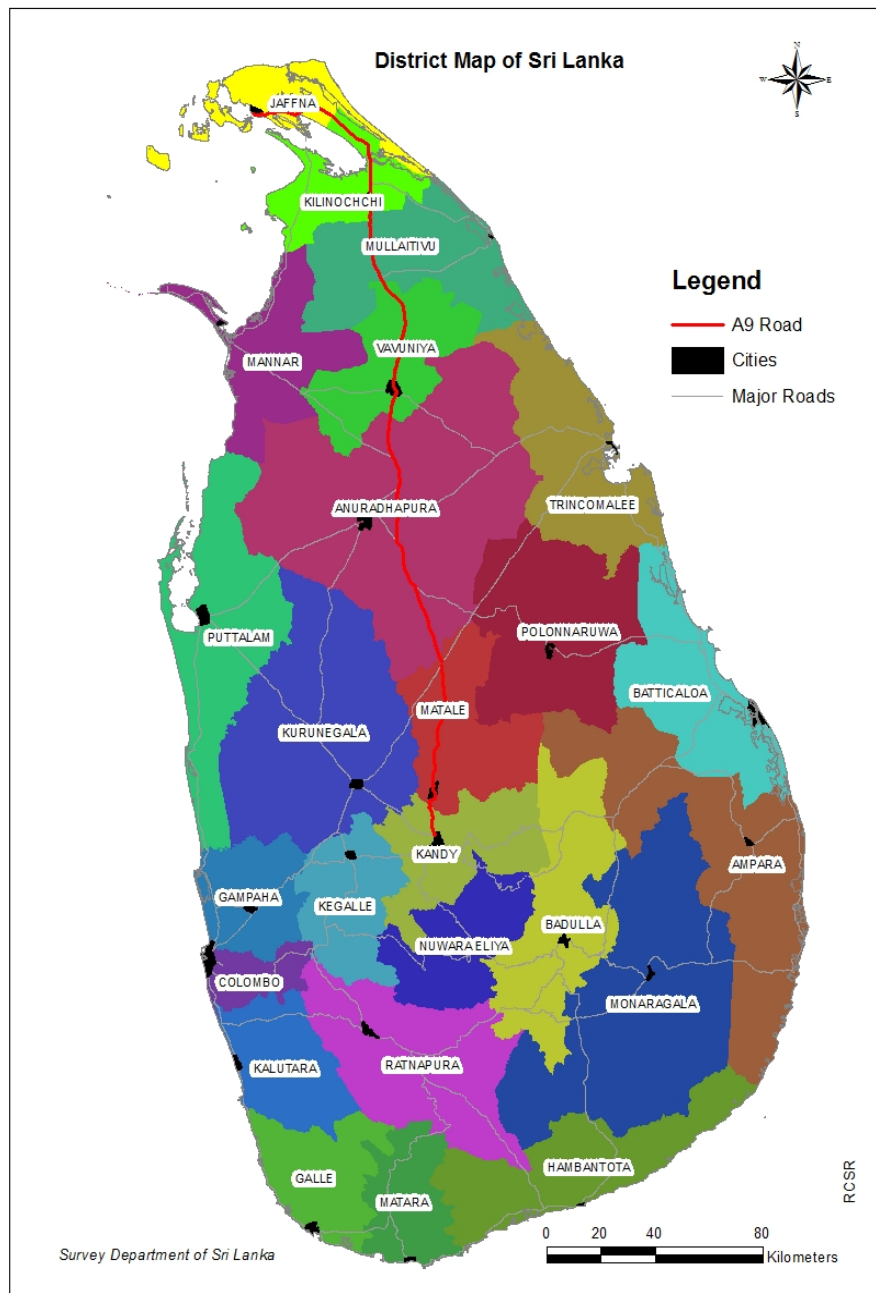 District Map of Sri Lanka
N
W
E
S
JAFFNA
KILINOCHCHI
MULLAITIVU
Legend
A9 Road
Cities
Major Roads
VAVUNIYA
MANNAR
ANURADHAPURA
TRINCOMALEE
PUTTALAM
POLONNARUWA
BATTICALOA
MATALE
KURUNEGALA
KANDY
AMPARA
GAMPAHA
KEGALLE
NUWARA ELIYA
BADULLA
COLOMBO
MONARAGALA
KALUTARA
RATNAPURA
HAMBANTOTA
GALLE
MATARA
RCSR
0 20 40 80
Kilometers
Survey Department of Sri Lanka